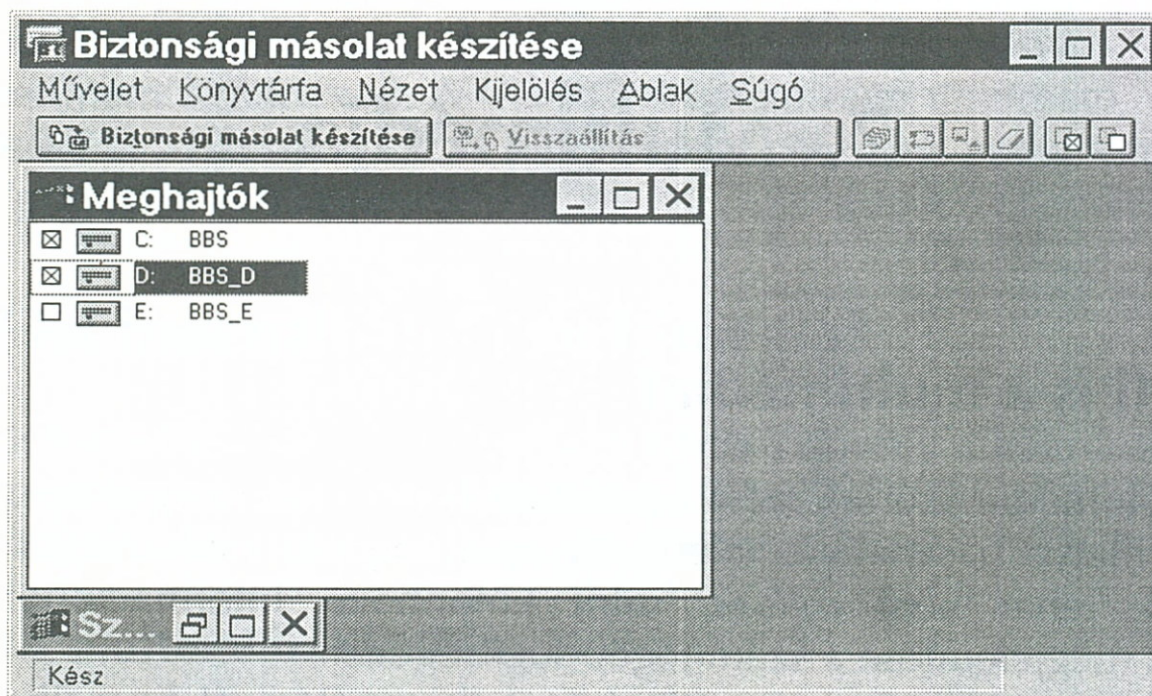 Biztonsági másolat készítése
Művelet Könyvtárfa Nézet Kijelölés Ablak Súgó
Biztonsági másolat készítése Visszaállítás
Meghajtók
C: BBS
D: BBS_D
E: BBS_E
Sz...
Kész